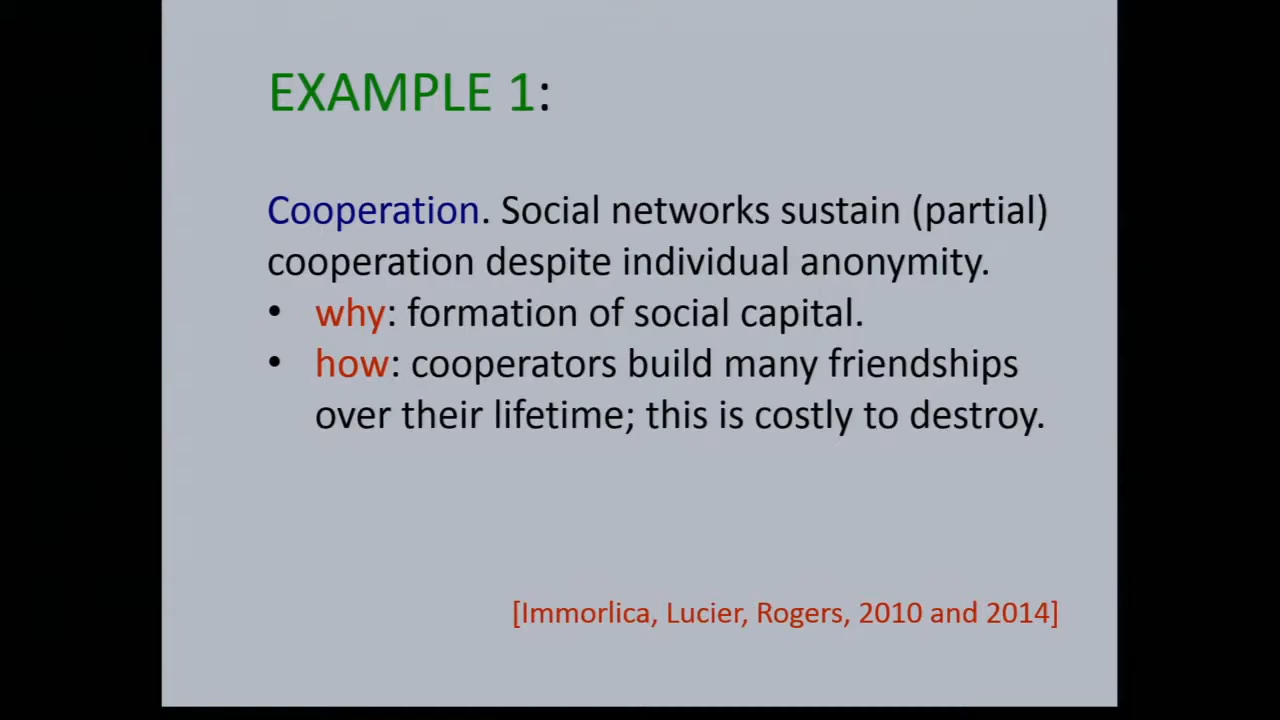 EXAMPLE 1:
Cooperation. Social networks sustain (partial)
cooperation despite individual anonymity.
• why: formation of social capital.
• how: cooperators build many friendships
over their lifetime; this is costly to destroy.
[Immorlica, Lucier, Rogers, 2010 and 2014]